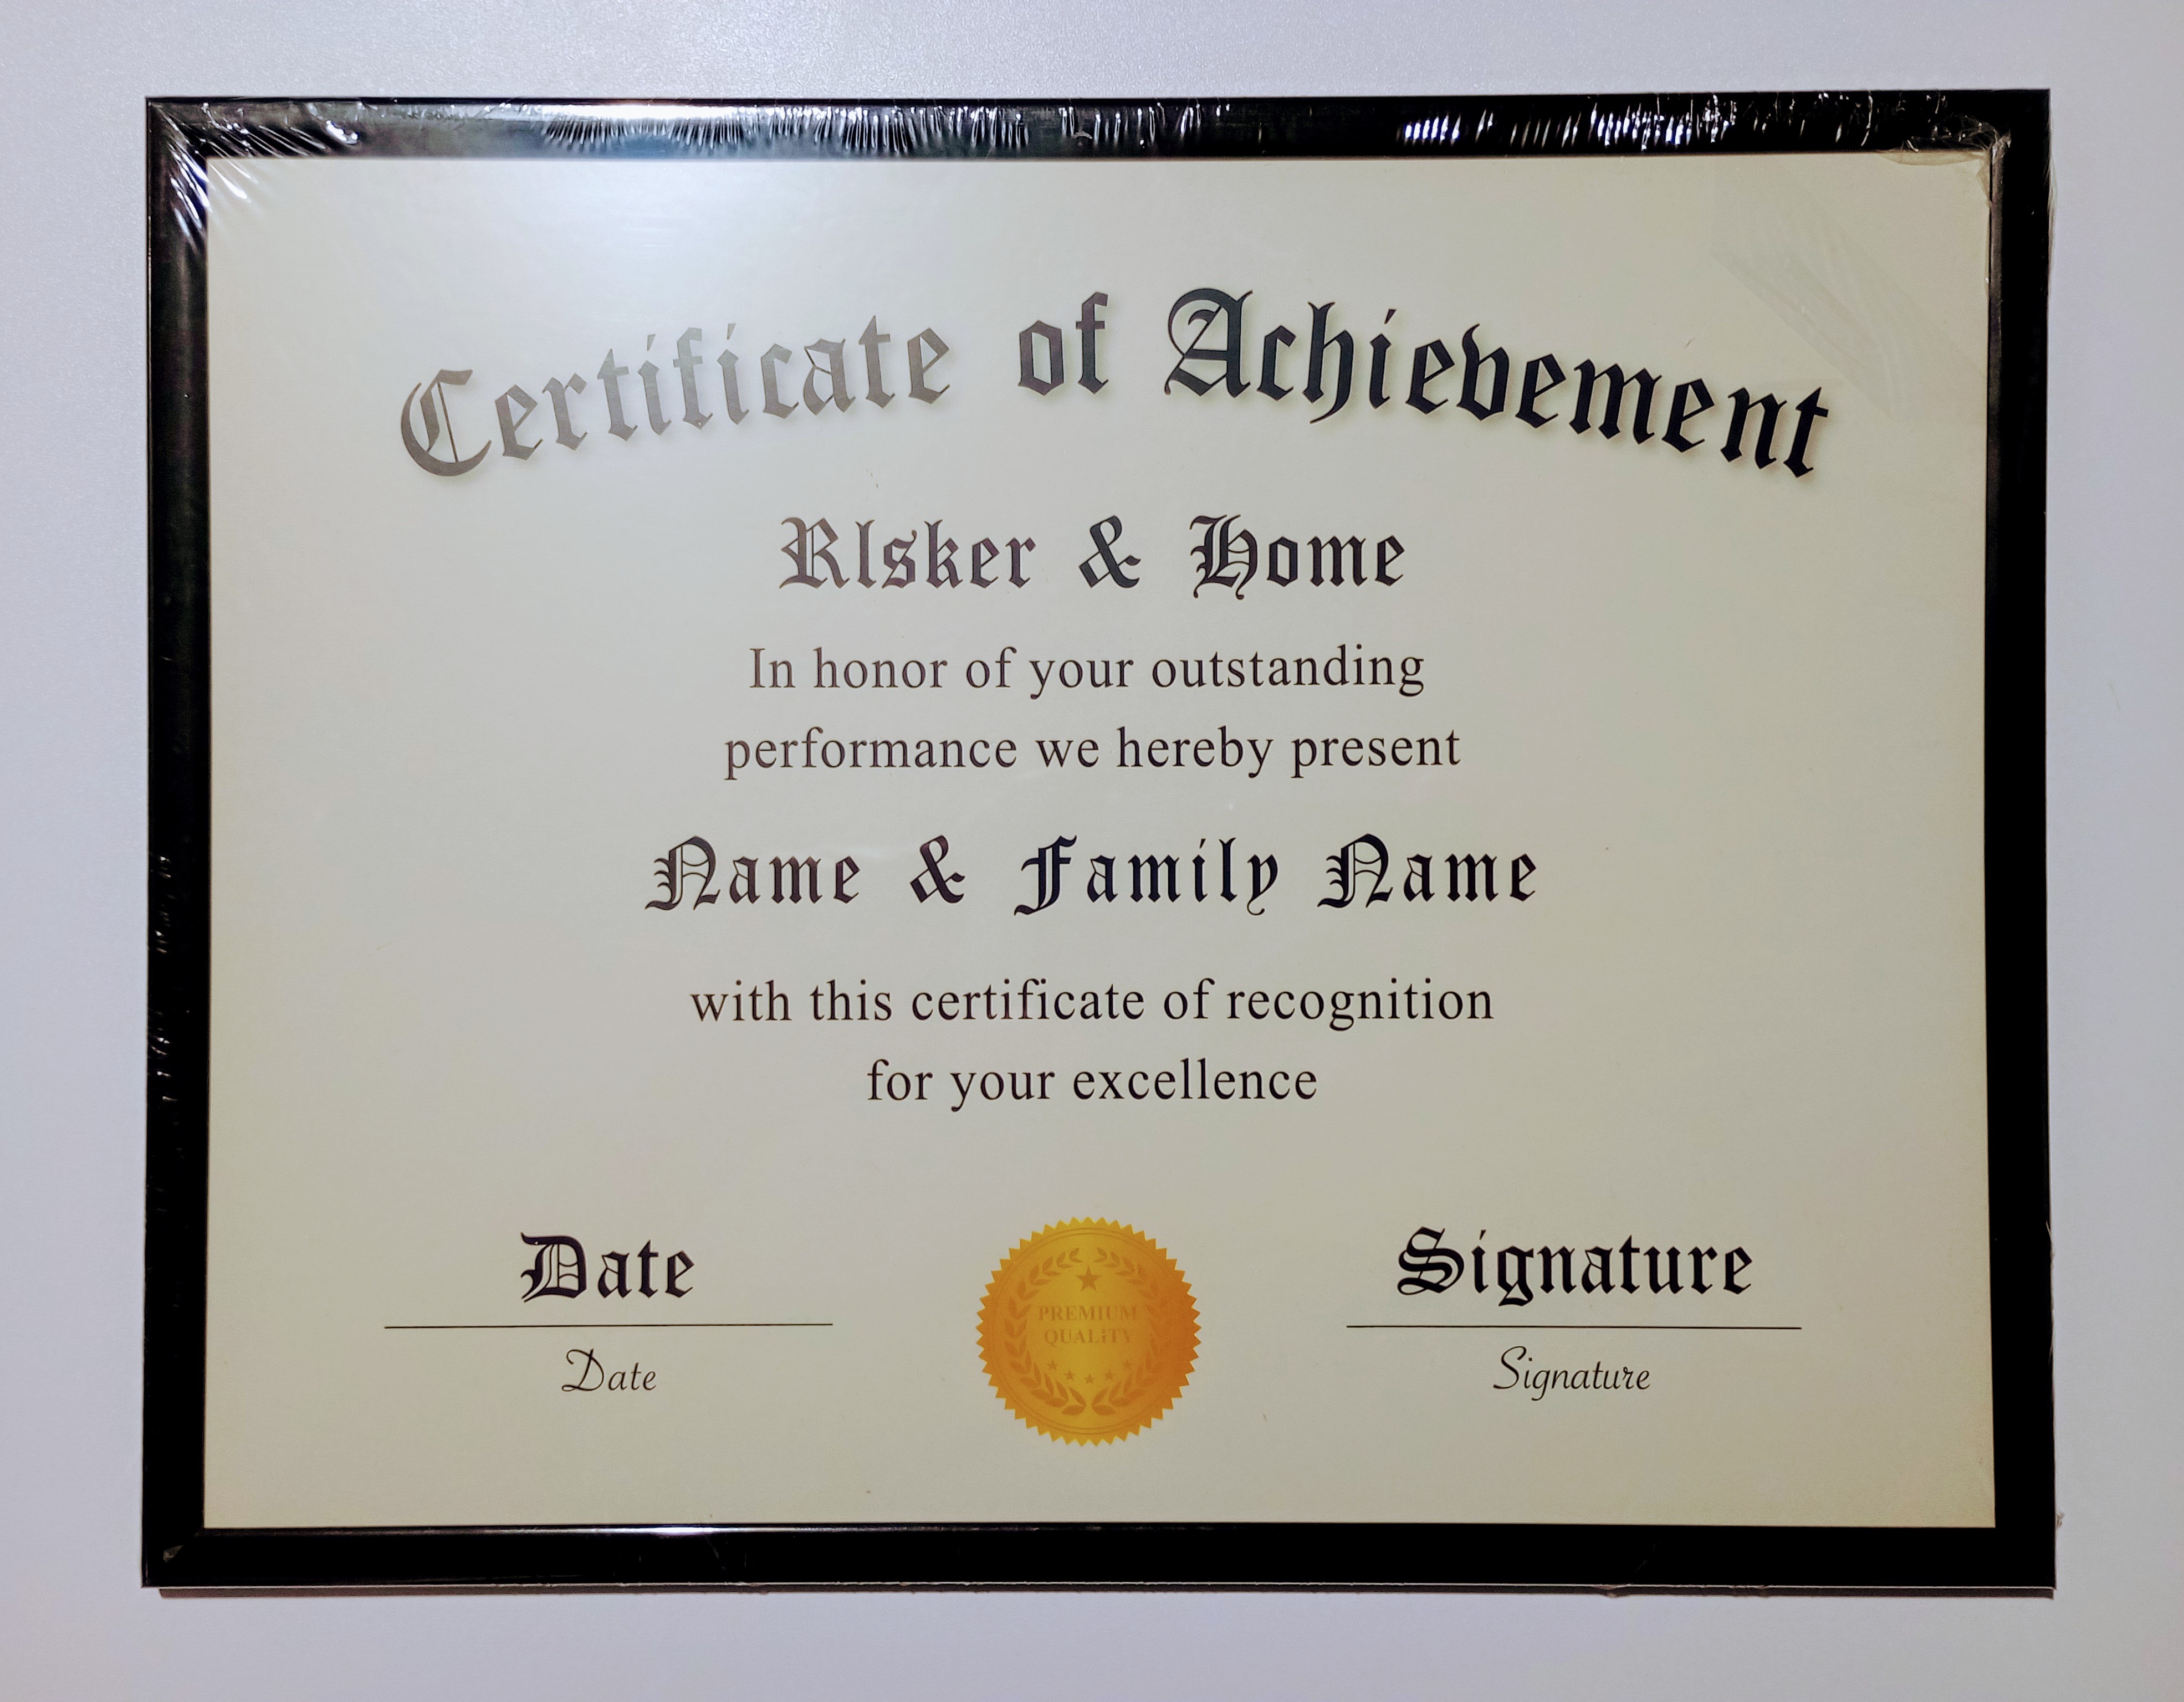 Certificate of Achievement
Rlsker & Home
In honor of your outstanding
performance we hereby present
Name & Family Name
with this certificate of recognition
for your excellence
Date
Date
PREMIUM
QUALITY
Signature
Signature